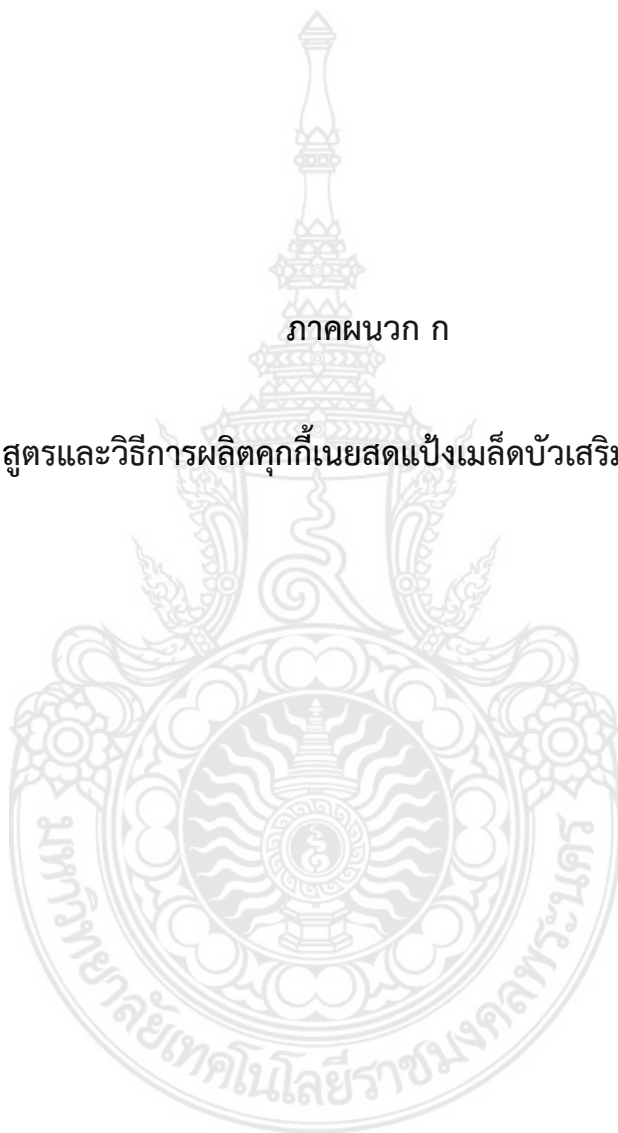 ภาคผนวก ก
สูตรและวิธีการผลิตคุกกี้เนยสดแป้งเมล็ดบัวเสริม
มหาวิทยาลัยเทคโนโลยีราชมงคลพระนคร